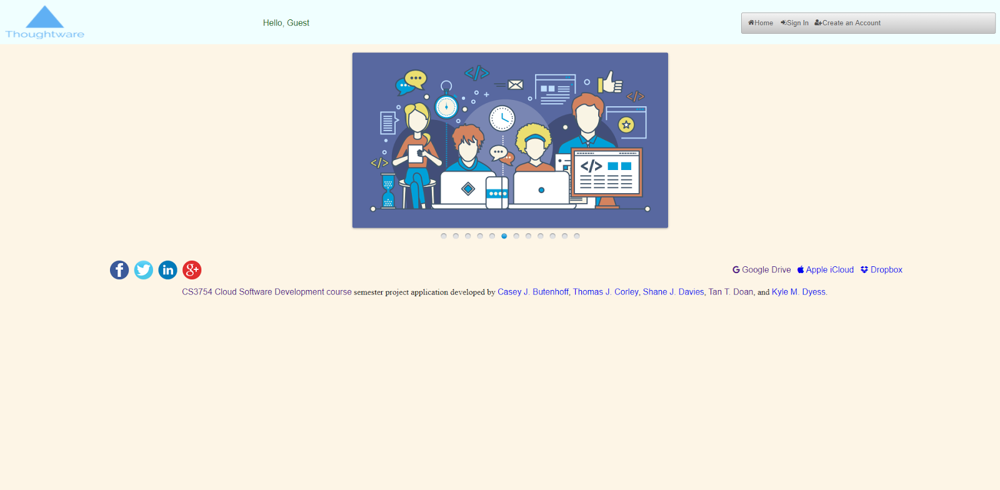 Thoughtware
Hello, Guest
Home Sign In Create an Account
</>
</>
</>
</>
Google Drive Apple iCloud Dropbox
CS3754 Cloud Software Development course semester project application developed by Casey J. Butenhoff, Thomas J. Corley, Shane J. Davies, Tan T. Doan, and Kyle M. Dyess.